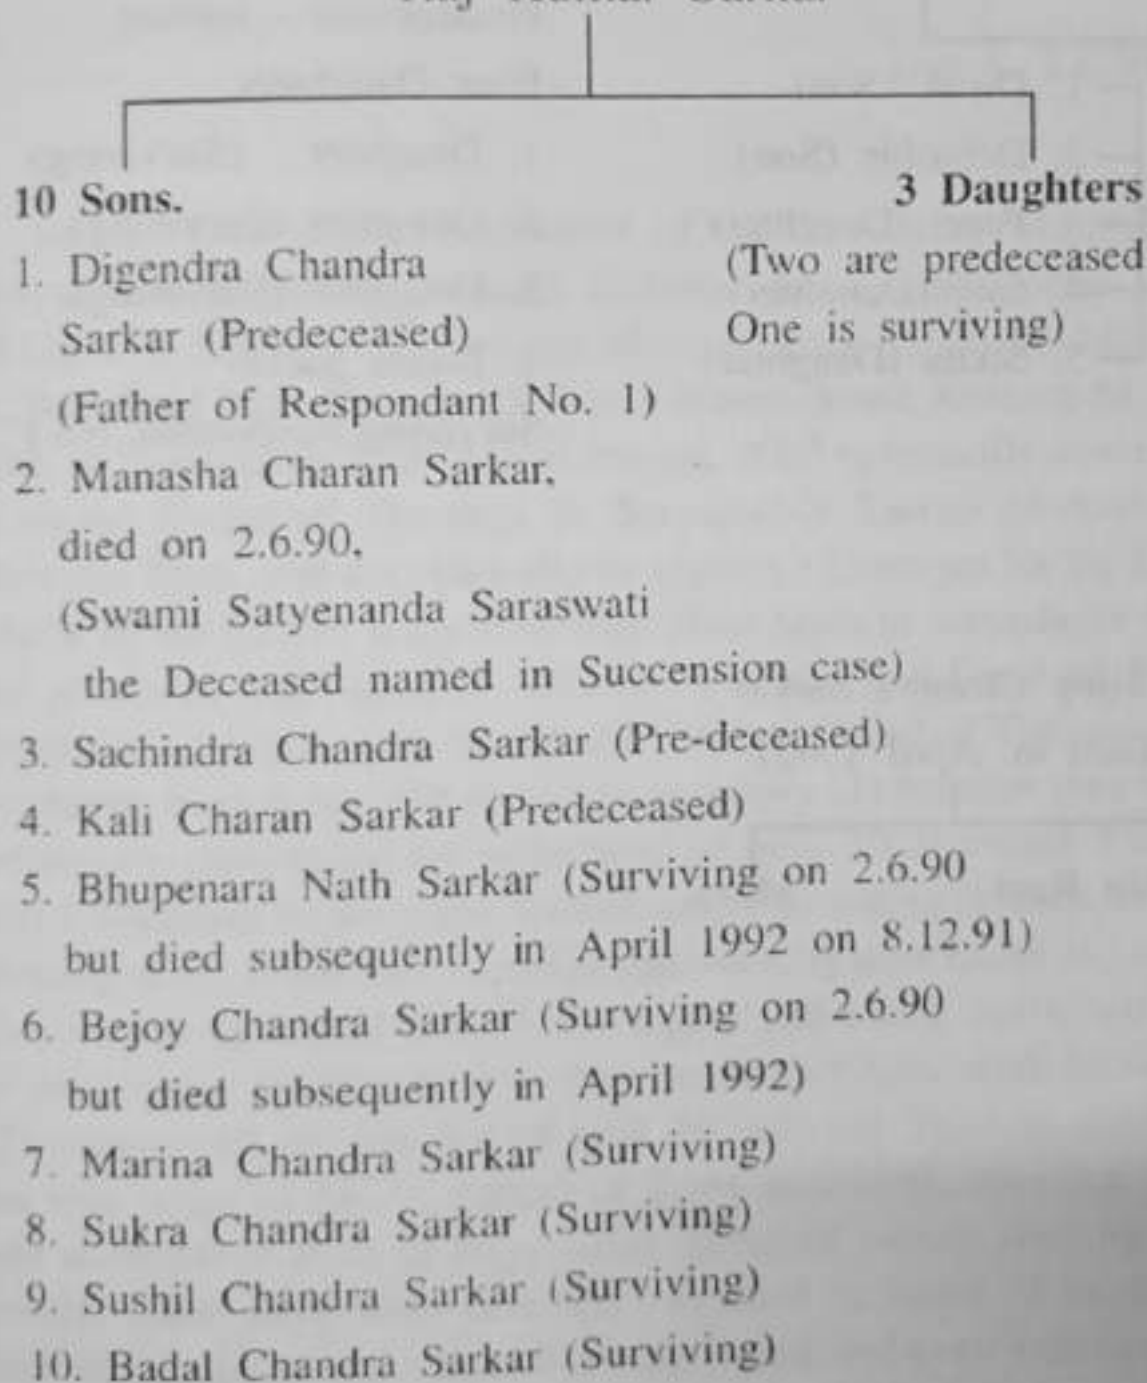 10 Sons.
3 Daughters
1. Digendra Chandra
Sarkar (Predeceased)
(Father of Respondant No. 1)
(Two are predeceased
One is surviving)
2. Manasha Charan Sarkar,
died on 2.6.90,
(Swami Satyenanda Saraswati
the Deceased named in Succension case)
3. Sachindra Chandra Sarkar (Pre-deceased)
4. Kali Charan Sarkar (Predeceased)
5. Bhupenara Nath Sarkar (Surviving on 2.6.90
but died subsequently in April 1992 on 8.12.91)
6. Bejoy Chandra Sarkar (Surviving on 2.6.90
but died subsequently in April 1992)
7. Marina Chandra Sarkar (Surviving)
8. Sukra Chandra Sarkar (Surviving)
9. Sushil Chandra Sarkar (Surviving)
10. Badal Chandra Sarkar (Surviving)